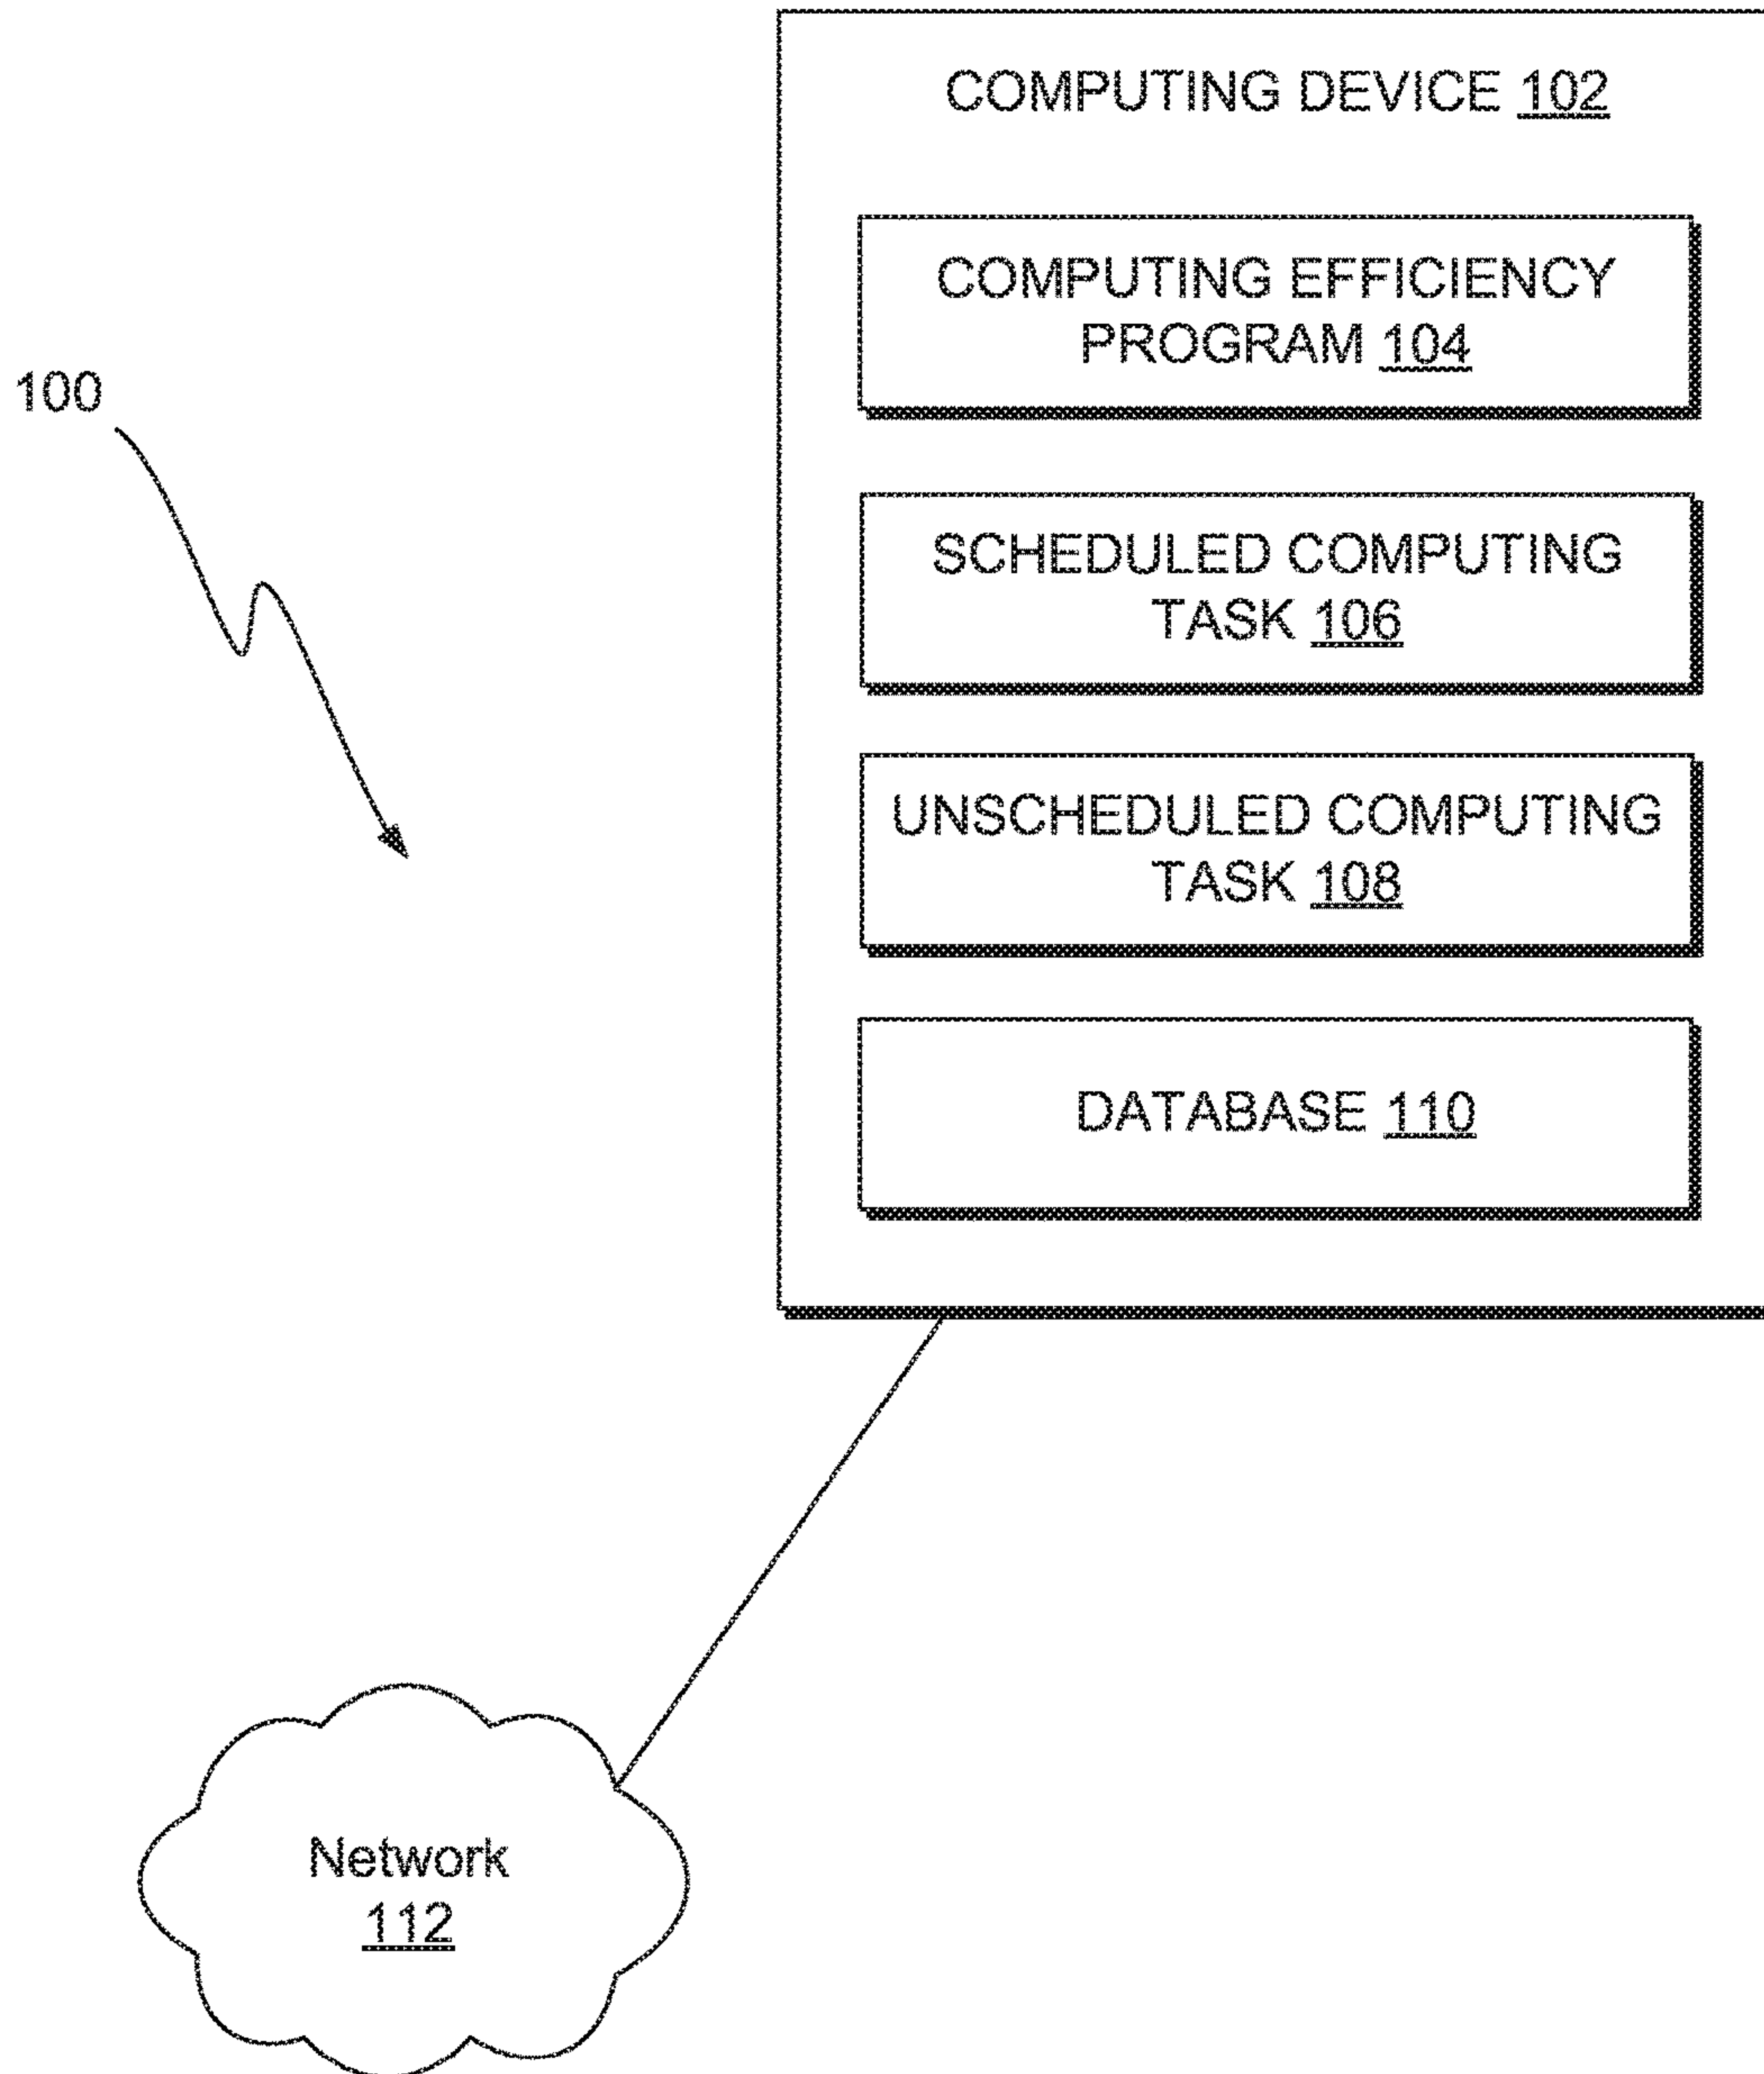 COMPUTING DEVICE 102
COMPUTING EFFICIENCY
PROGRAM 104
100
SCHEDULED COMPUTING
TASK 106
UNSCHEDULED COMPUTING
TASK 108
DATABASE 110
Network
112